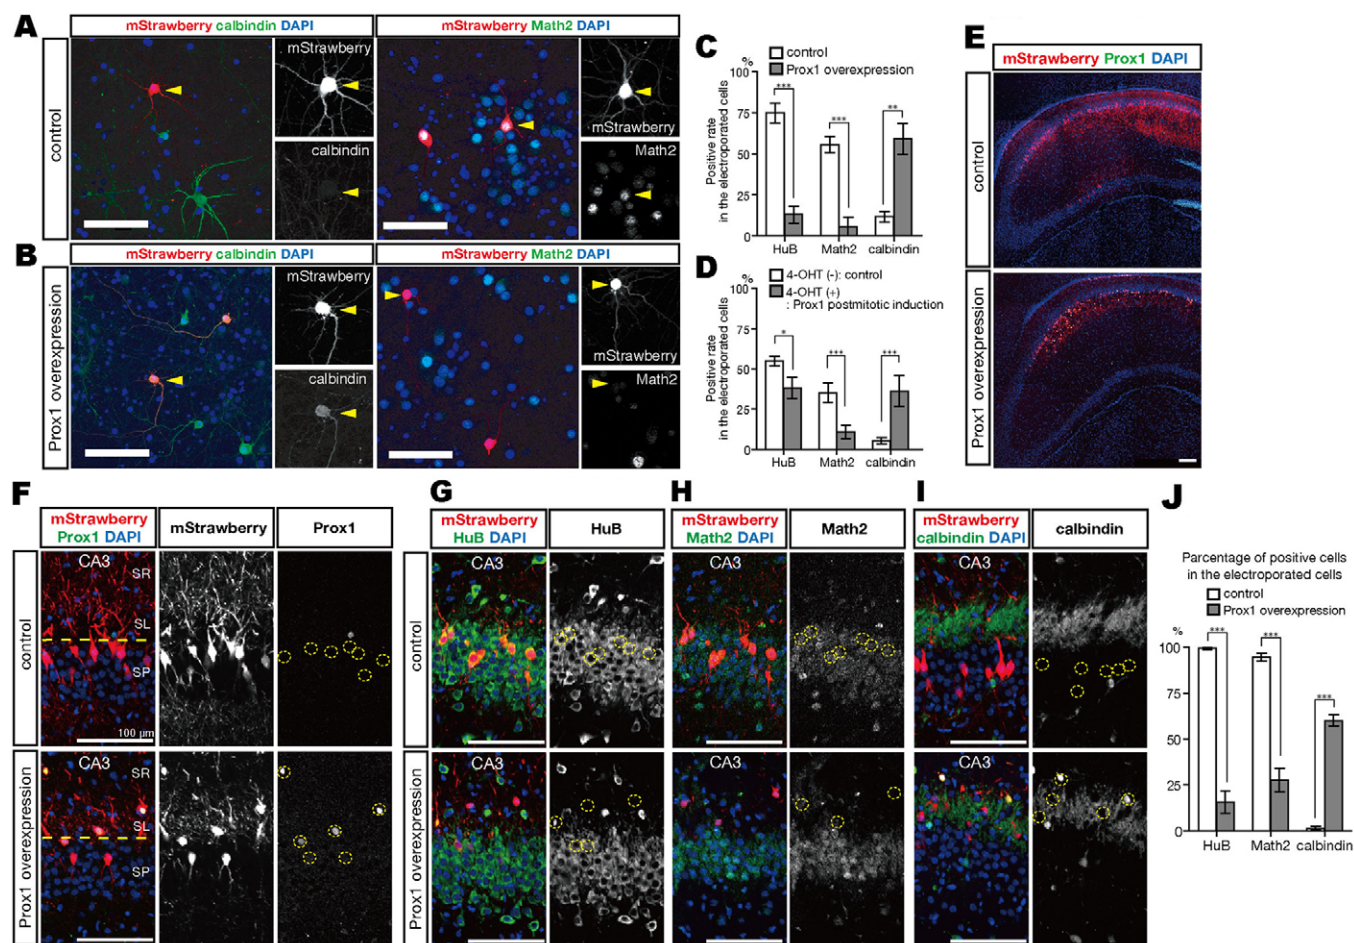 A
mStrawberry calbindin DAPI
mStrawberry Math2 DAPI
control
mStrawberry
calbindin
mStrawberry
Math2
B
mStrawberry calbindin DAPI
mStrawberry Math2 DAPI
Prox1 overexpression
mStrawberry
calbindin
mStrawberry
Math2
C
control
Prox1 overexpression
%
100
75
50
25
0
Positive rate
in the electroporated cells
***
***
**
HuB
Math2
calbindin
D
4-OHT (-): control
4-OHT (+)
: Prox1 postmitotic induction
%
100
75
50
25
0
Positive rate
in the electroporated cells
*
***
***
HuB
Math2
calbindin
E
mStrawberry Prox1 DAPI
control
Prox1 overexpression
F
mStrawberry
Prox1 DAPI
mStrawberry
Prox1
control
CA3
SR
SL
SP
100 µm
Prox1 overexpression
CA3
SR
SL
SP
G
mStrawberry
HuB DAPI
HuB
control
CA3
Prox1 overexpression
CA3
H
mStrawberry
Math2 DAPI
Math2
CA3
CA3
I
mStrawberry
calbindin DAPI
calbindin
CA3
CA3
J
Parcentage of positive cells
in the electroporated cells
control
Prox1 overexpression
%
100
75
50
25
0
***
***
***
HuB
Math2
calbindin